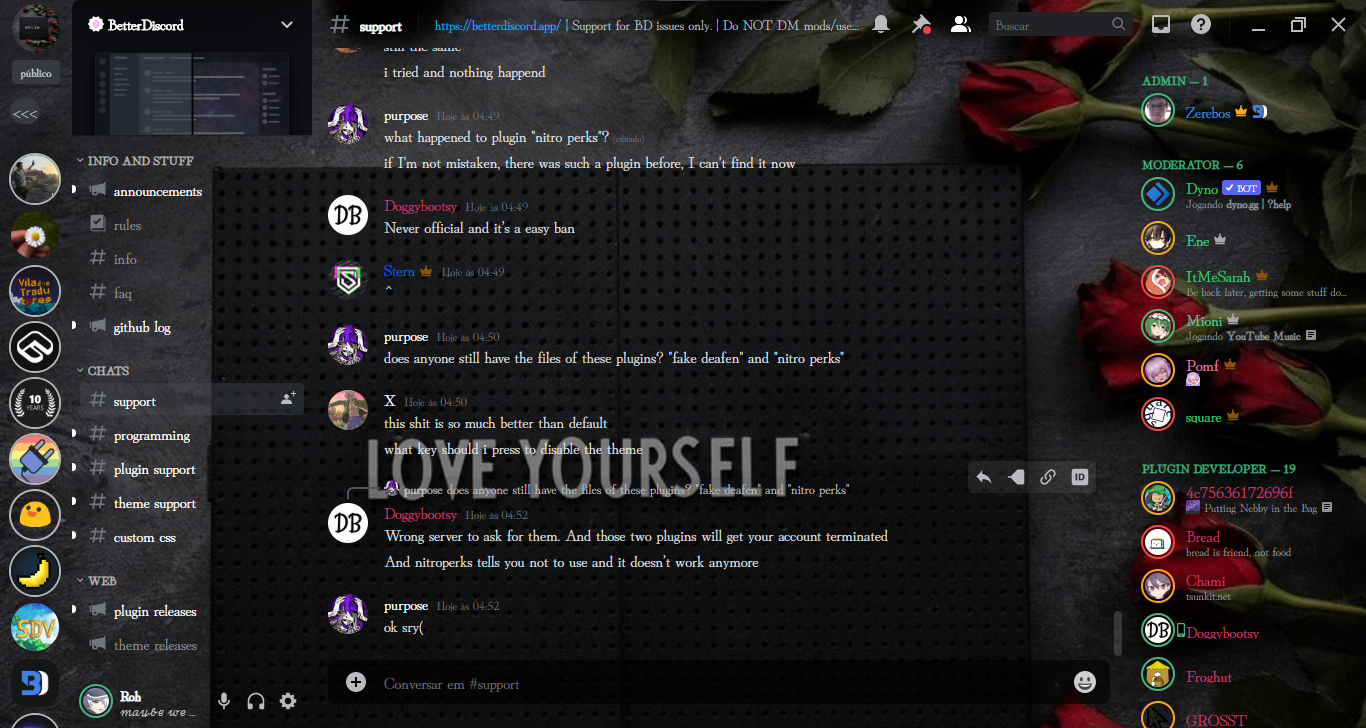 público
<<<
Vila de Tradutores
10 YEARS
SDV
BetterDiscord
INFO AND STUFF
announcements
rules
info
faq
github log
CHATS
support
programming
plugin support
theme support
custom css
WEB
plugin releases
theme releases
Roh
maybe we ...
support
https://betterdiscord.app/ | Support for BD issues only. | Do NOT DM mods/use...
Buscar
still the same
i tried and nothing happend
purpose Hoje às 04:49
what happened to plugin "nitro perks"? (editado)
if I'm not mistaken, there was such a plugin before, I can't find it now
DB
Doggybootsy Hoje às 04:49
Never official and it's a easy ban
Stern Hoje às 04:49
^
purpose Hoje às 04:50
does anyone still have the files of these plugins? "fake deafen" and "nitro perks"
X Hoje às 04:50
this shit is so much better than default
what key should i press to disable the theme
LOVE YOURSELF
purpose does anyone still have the files of these plugins? "fake deafen" and "nitro perks"
ID
DB
Doggybootsy Hoje às 04:52
Wrong server to ask for them. And those two plugins will get your account terminated
And nitroperks tells you not to use and it doesn't work anymore
purpose Hoje às 04:52
ok sry(
Conversar em #support
ADMIN — 1
Zerebos
MODERATOR — 6
Dyno BOT
Jogando dyno.gg | ?help
Ene
ItMeSarah
Be back later, getting some stuff do...
Mioni
Jogando YouTube Music
Pomf
square
PLUGIN DEVELOPER — 19
4c75636172696f
Putting Nebby in the Bag
Bread
bread is friend, not food
Chami
tsunkit.net
DB
Doggybootsy
Froghut
GROSST